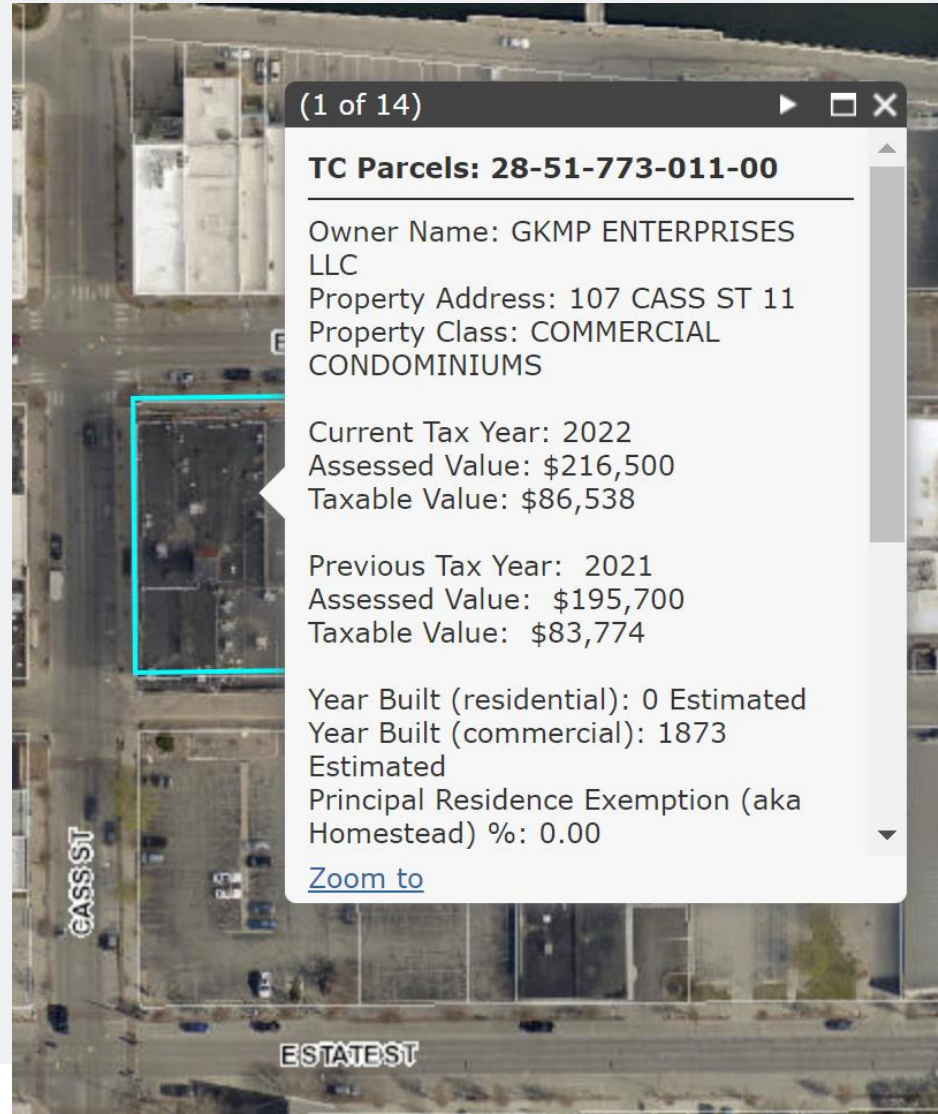 (1 of 14)
TC Parcels: 28-51-773-011-00
Owner Name: GKMP ENTERPRISES
LLC
Property Address: 107 CASS ST 11
Property Class: COMMERCIAL
CONDOMINIUMS
Current Tax Year: 2022
Assessed Value: $216,500
Taxable Value: $86,538
Previous Tax Year: 2021
Assessed Value: $195,700
Taxable Value: $83,774
Year Built (residential): 0 Estimated
Year Built (commercial): 1873
Estimated
Principal Residence Exemption (aka
Homestead) %: 0.00
Zoom to
CASS ST
E STATE ST